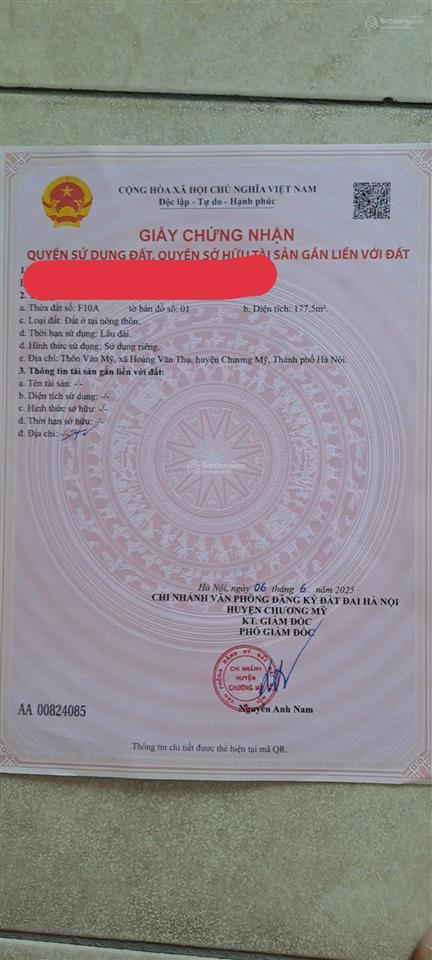 Batdongsan
CỘNG HÒA XÃ HỘI CHỦ NGHĨA VIỆT NAM
Độc lập - Tự do - Hạnh phúc
GIẤY CHỨNG NHẬN
QUYỀN SỬ DỤNG ĐẤT, QUYỀN SỞ HỮU TÀI SẢN GẮN LIỀN VỚI ĐẤT
1
2.
a. Thửa đất số: F10A tờ bản đồ số: 01 b. Diện tích: 177.5m².
c. Loại đất: Đất ở tại nông thôn.
d. Thời hạn sử dụng: Lâu dài.
đ. Hình thức sử dụng: Sử dụng riêng.
e. Địa chỉ: Thôn Văn Mỹ, xã Hoàng Văn Thụ, huyện Chương Mỹ, Thành phố Hà Nội.
3. Thông tin tài sản gắn liền với đất:
a. Tên tài sản: -/-
b. Diện tích sử dụng: -/-
c. Hình thức sở hữu: -/-
d. Thời hạn sở hữu: -/-
đ. Địa chỉ: -/-
Batdongsan
Hà Nội, ngày 06 tháng 6 năm 2025
CHI NHÁNH VĂN PHÒNG ĐĂNG KÝ ĐẤT ĐAI HÀ NỘI
HUYỆN CHƯƠNG MỸ
KT. GIÁM ĐỐC
PHÓ GIÁM ĐỐC
CHI NHÁNH
HUYỆN
CHƯƠNG MỸ
Nguyễn Anh Nam
AA 00824085
Thông tin chi tiết được thể hiện tại mã QR.